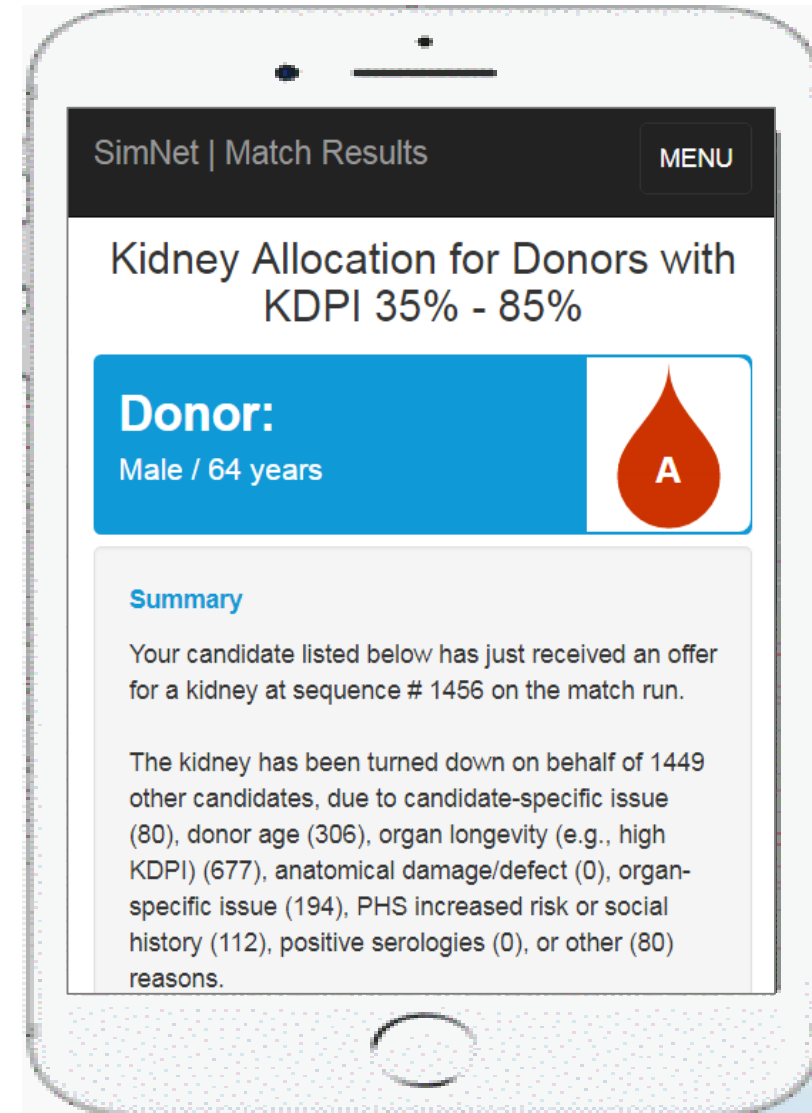 SimNet | Match Results
MENU
Kidney Allocation for Donors with
KDPI 35% - 85%
Donor:
Male / 64 years
A
Summary
Your candidate listed below has just received an offer
for a kidney at sequence # 1456 on the match run.
The kidney has been turned down on behalf of 1449
other candidates, due to candidate-specific issue
(80), donor age (306), organ longevity (e.g., high
KDPI) (677), anatomical damage/defect (0), organ-
specific issue (194), PHS increased risk or social
history (112), positive serologies (0), or other (80)
reasons.